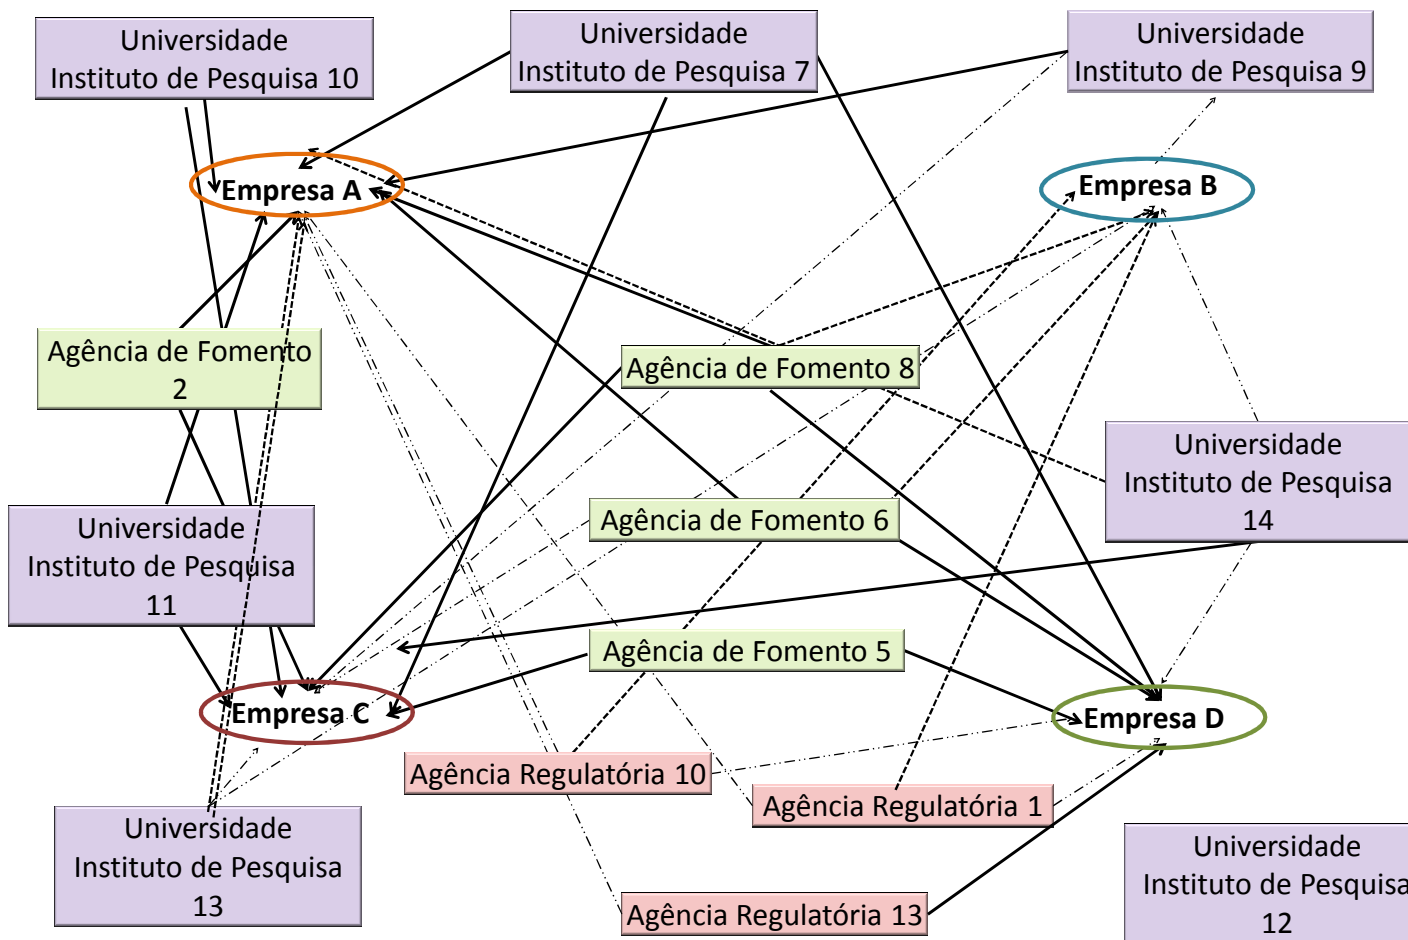 Universidade
Instituto de Pesquisa 10
Universidade
Instituto de Pesquisa 7
Universidade
Instituto de Pesquisa 9
Empresa A
Empresa B
Agência de Fomento
2
Agência de Fomento 8
Universidade
Instituto de Pesquisa
14
Agência de Fomento 6
Universidade
Instituto de Pesquisa
11
Agência de Fomento 5
Empresa C
Empresa D
Agência Regulatória 10
Agência Regulatória 1
Universidade
Instituto de Pesquisa
13
Universidade
Instituto de Pesquisa
12
Agência Regulatória 13